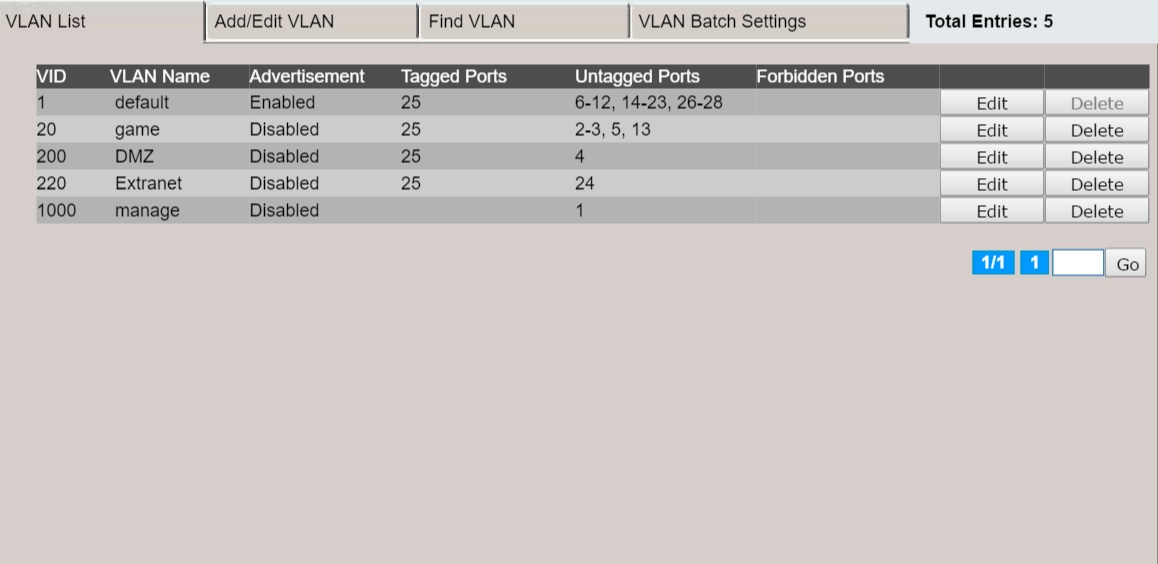 VLAN List Add/Edit VLAN Find VLAN VLAN Batch Settings Total Entries: 5
VID VLAN Name Advertisement Tagged Ports Untagged Ports Forbidden Ports
1 default Enabled 25 6-12, 14-23, 26-28 Edit Delete
20 game Disabled 25 2-3, 5, 13 Edit Delete
200 DMZ Disabled 25 4 Edit Delete
220 Extranet Disabled 25 24 Edit Delete
1000 manage Disabled 1 Edit Delete
1/1 1 Go